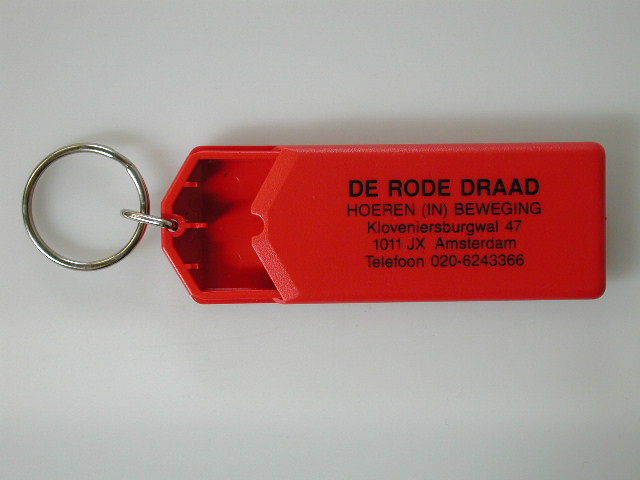 DE RODE DRAAD
HOEREN (IN) BEWEGING
Kloveniersburgwal 47
1011 JX Amsterdam
Telefoon 020-6243366